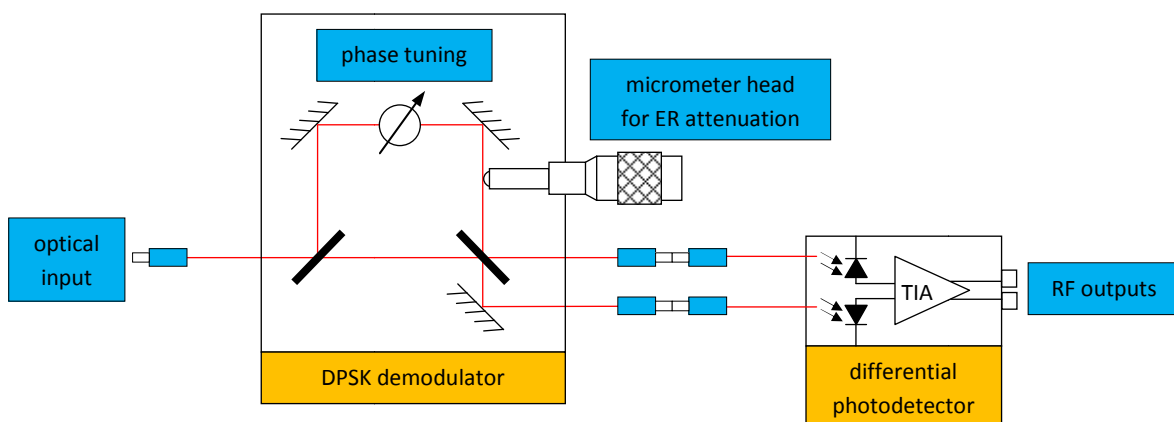 phase tuning
micrometer head
for ER attenuation
optical
input
TIA
RF outputs
DPSK demodulator
differential
photodetector